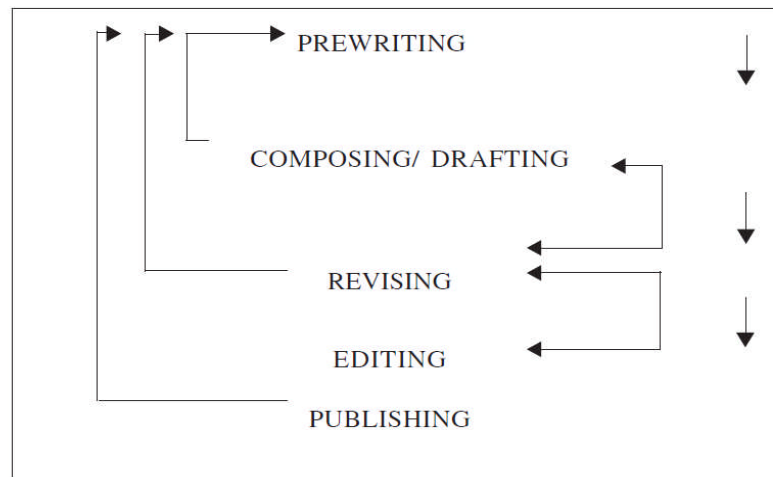 PREWRITING
COMPOSING/ DRAFTING
REVISING
EDITING
PUBLISHING